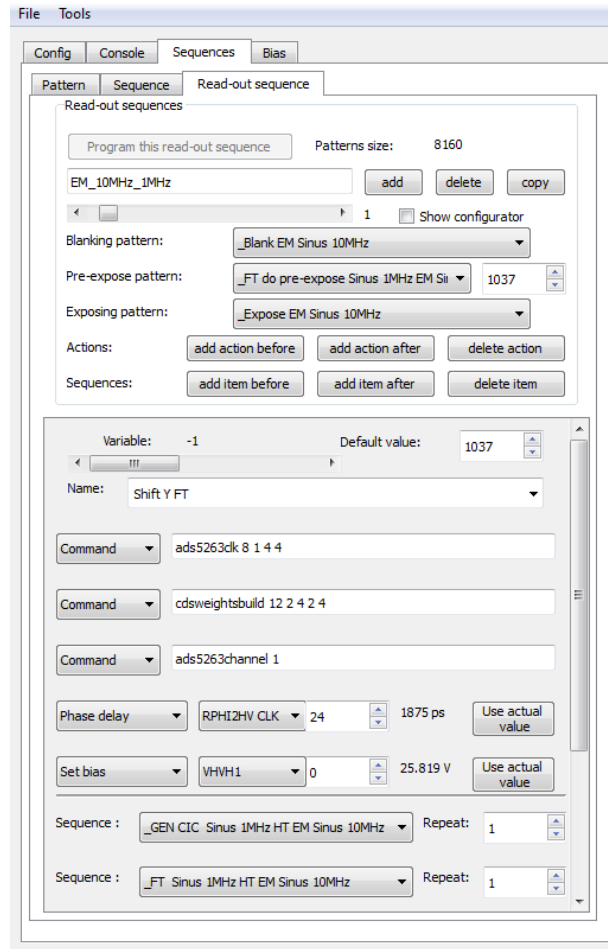 File Tools
Config Console Sequences Bias
Pattern Sequence Read-out sequence
Read-out sequences
Program this read-out sequence Patterns size: 8160
EM_10MHz_1MHz add delete copy
1 Show configurator
Blanking pattern: _Blank EM Sinus 10MHz
Pre-expose pattern: _FT do pre-expose Sinus 1MHz EM Sii 1037
Exposing pattern: _Expose EM Sinus 10MHz
Actions: add action before add action after delete action
Sequences: add item before add item after delete item
Variable: -1 Default value: 1037
Name: Shift Y FT
Command ads5263clk 8 1 4 4
Command cdsweightsbuild 12 2 4 2 4
Command ads5263channel 1
Phase delay RPHI2HV CLK 24 1875 ps Use actual value
Set bias VHVH1 0 25.819 V Use actual value
Sequence : _GEN CIC Sinus 1MHz HT EM Sinus 10MHz Repeat: 1
Sequence : _FT Sinus 1MHz HT EM Sinus 10MHz Repeat: 1